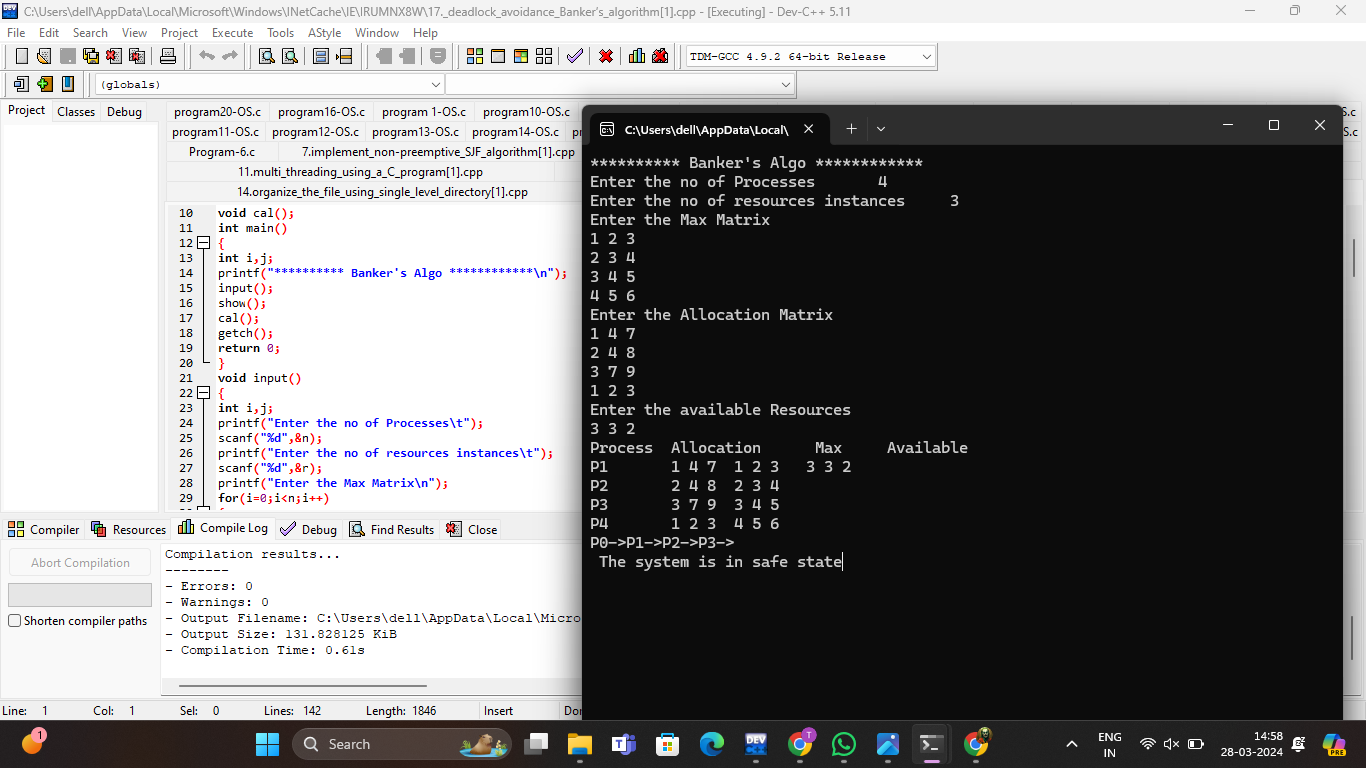 C:\Users\dell\AppData\Local\Microsoft\Windows\INetCache\IE\IRUMNX8W\17._deadlock_avoidance_Banker's_algorithm[1].cpp - [Executing] - Dev-C++ 5.11
File Edit Search View Project Execute Tools AStyle Window Help
TDM-GCC 4.9.2 64-bit Release
(globals)
Project Classes Debug
program20-OS.c program16-OS.c program 1-OS.c program10-OS.c
program11-OS.c program12-OS.c program13-OS.c program14-OS.c
Program-6.c 7.implement_non-preemptive_SJF_algorithm[1].cpp
11.multi_threading_using_a_C_program[1].cpp
14.organize_the_file_using_single_level_directory[1].cpp
10 void cal();
11 int main()
12 {
13 int i,j;
14 printf("********** Banker's Algo ************\n");
15 input();
16 show();
17 cal();
18 getch();
19 return 0;
20 }
21 void input()
22 {
23 int i,j;
24 printf("Enter the no of Processes\t");
25 scanf("%d",&n);
26 printf("Enter the no of resources instances\t");
27 scanf("%d",&r);
28 printf("Enter the Max Matrix\n");
29 for(i=0;i<n;i++)
C:\Users\dell\AppData\Local\
********** Banker's Algo ************
Enter the no of Processes 4
Enter the no of resources instances 3
Enter the Max Matrix
1 2 3
2 3 4
3 4 5
4 5 6
Enter the Allocation Matrix
1 4 7
2 4 8
3 7 9
1 2 3
Enter the available Resources
3 3 2
Process Allocation Max Available
P1 1 4 7 1 2 3 3 3 2
P2 2 4 8 2 3 4
P3 3 7 9 3 4 5
P4 1 2 3 4 5 6
P0->P1->P2->P3->
The system is in safe state
Compiler Resources Compile Log Debug Find Results Close
Abort Compilation
Shorten compiler paths
Compilation results...
--------
- Errors: 0
- Warnings: 0
- Output Filename: C:\Users\dell\AppData\Local\Micro
- Output Size: 131.828125 KiB
- Compilation Time: 0.61s
Line: 1 Col: 1 Sel: 0 Lines: 142 Length: 1846 Insert
1
Search
DEV
T
ENG
IN
14:58
28-03-2024
PRE